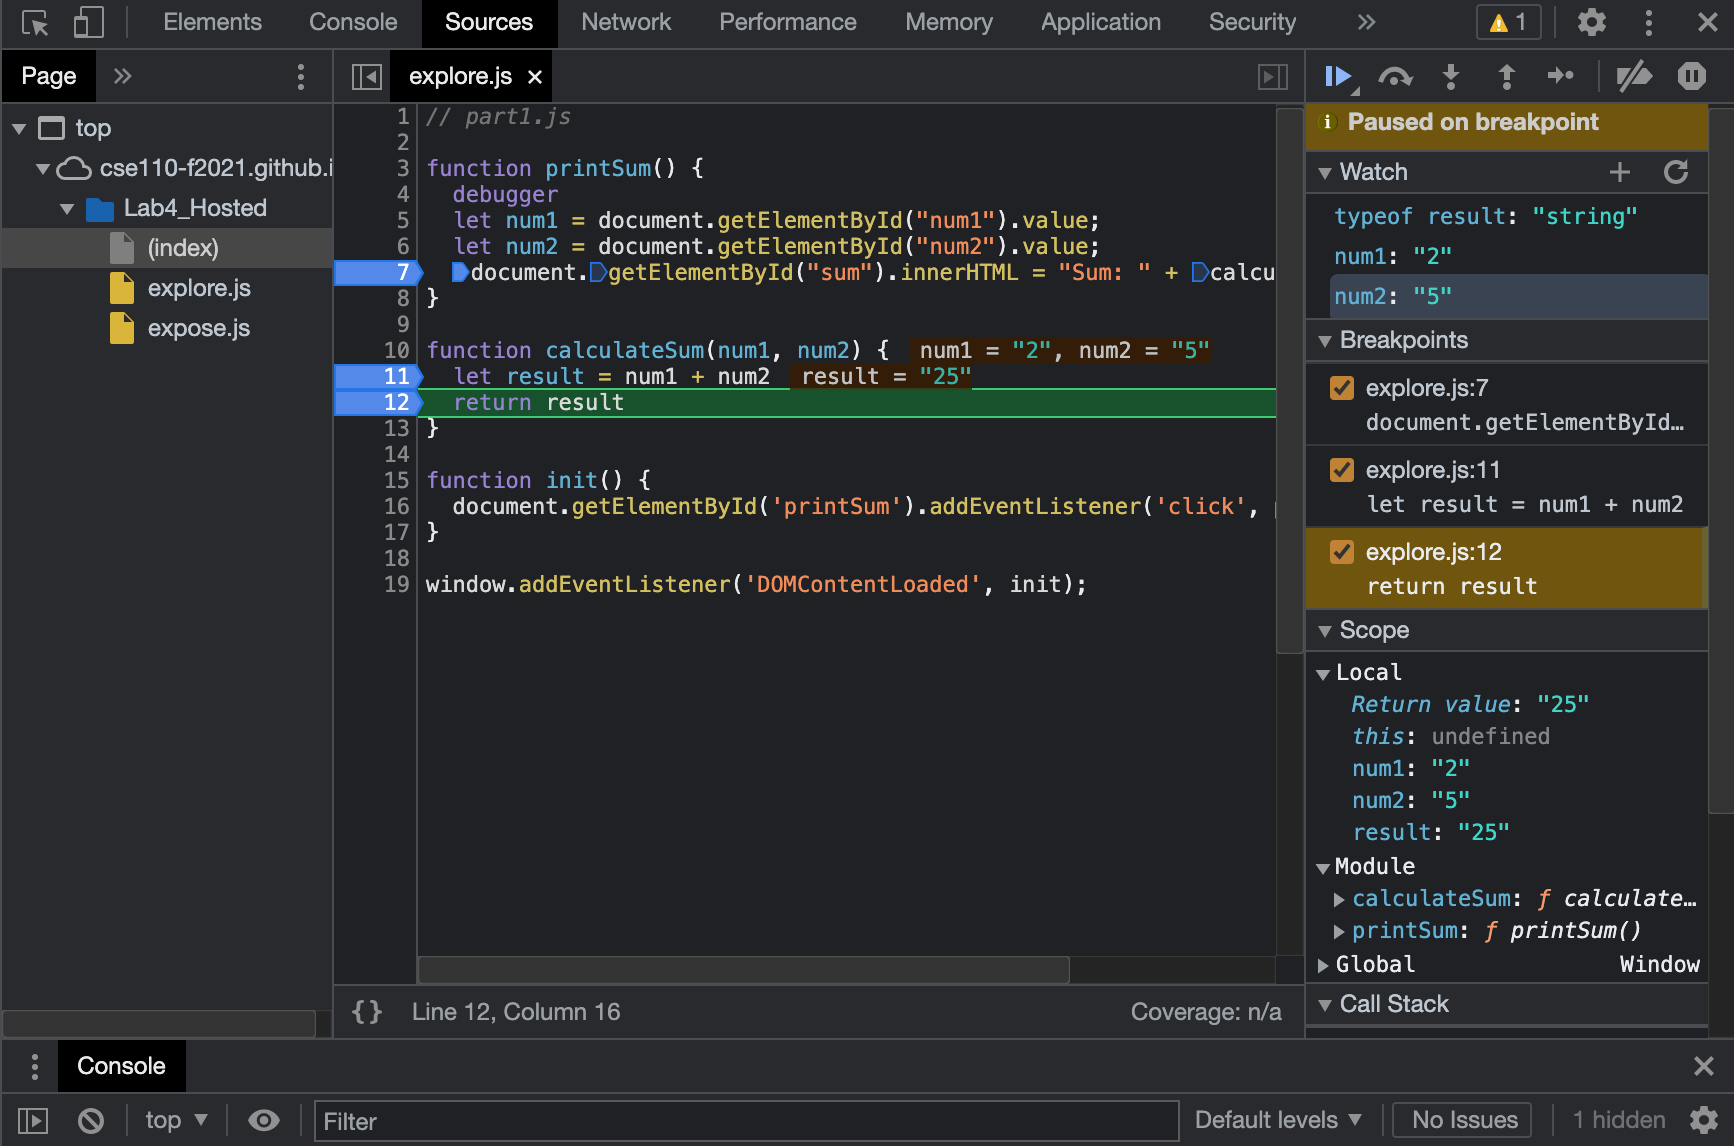 Elements Console Sources Network Performance Memory Application Security » 1
Page » explore.js ×
top
cse110-f2021.github.i
Lab4_Hosted
(index)
explore.js
expose.js
1 // part1.js
2
3 function printSum() {
4 debugger
5 let num1 = document.getElementById("num1").value;
6 let num2 = document.getElementById("num2").value;
7 document.getElementById("sum").innerHTML = "Sum: " + calcu
8 }
9
10 function calculateSum(num1, num2) { num1 = "2", num2 = "5"
11 let result = num1 + num2 result = "25"
12 return result
13 }
14
15 function init() {
16 document.getElementById('printSum').addEventListener('click',
17 }
18
19 window.addEventListener('DOMContentLoaded', init);
{} Line 12, Column 16 Coverage: n/a
Paused on breakpoint
Watch
typeof result: "string"
num1: "2"
num2: "5"
Breakpoints
explore.js:7
document.getElementById…
explore.js:11
let result = num1 + num2
explore.js:12
return result
Scope
Local
Return value: "25"
this: undefined
num1: "2"
num2: "5"
result: "25"
Module
calculateSum: ƒ calculate…
printSum: ƒ printSum()
Global Window
Call Stack
Console
top Filter Default levels No Issues 1 hidden